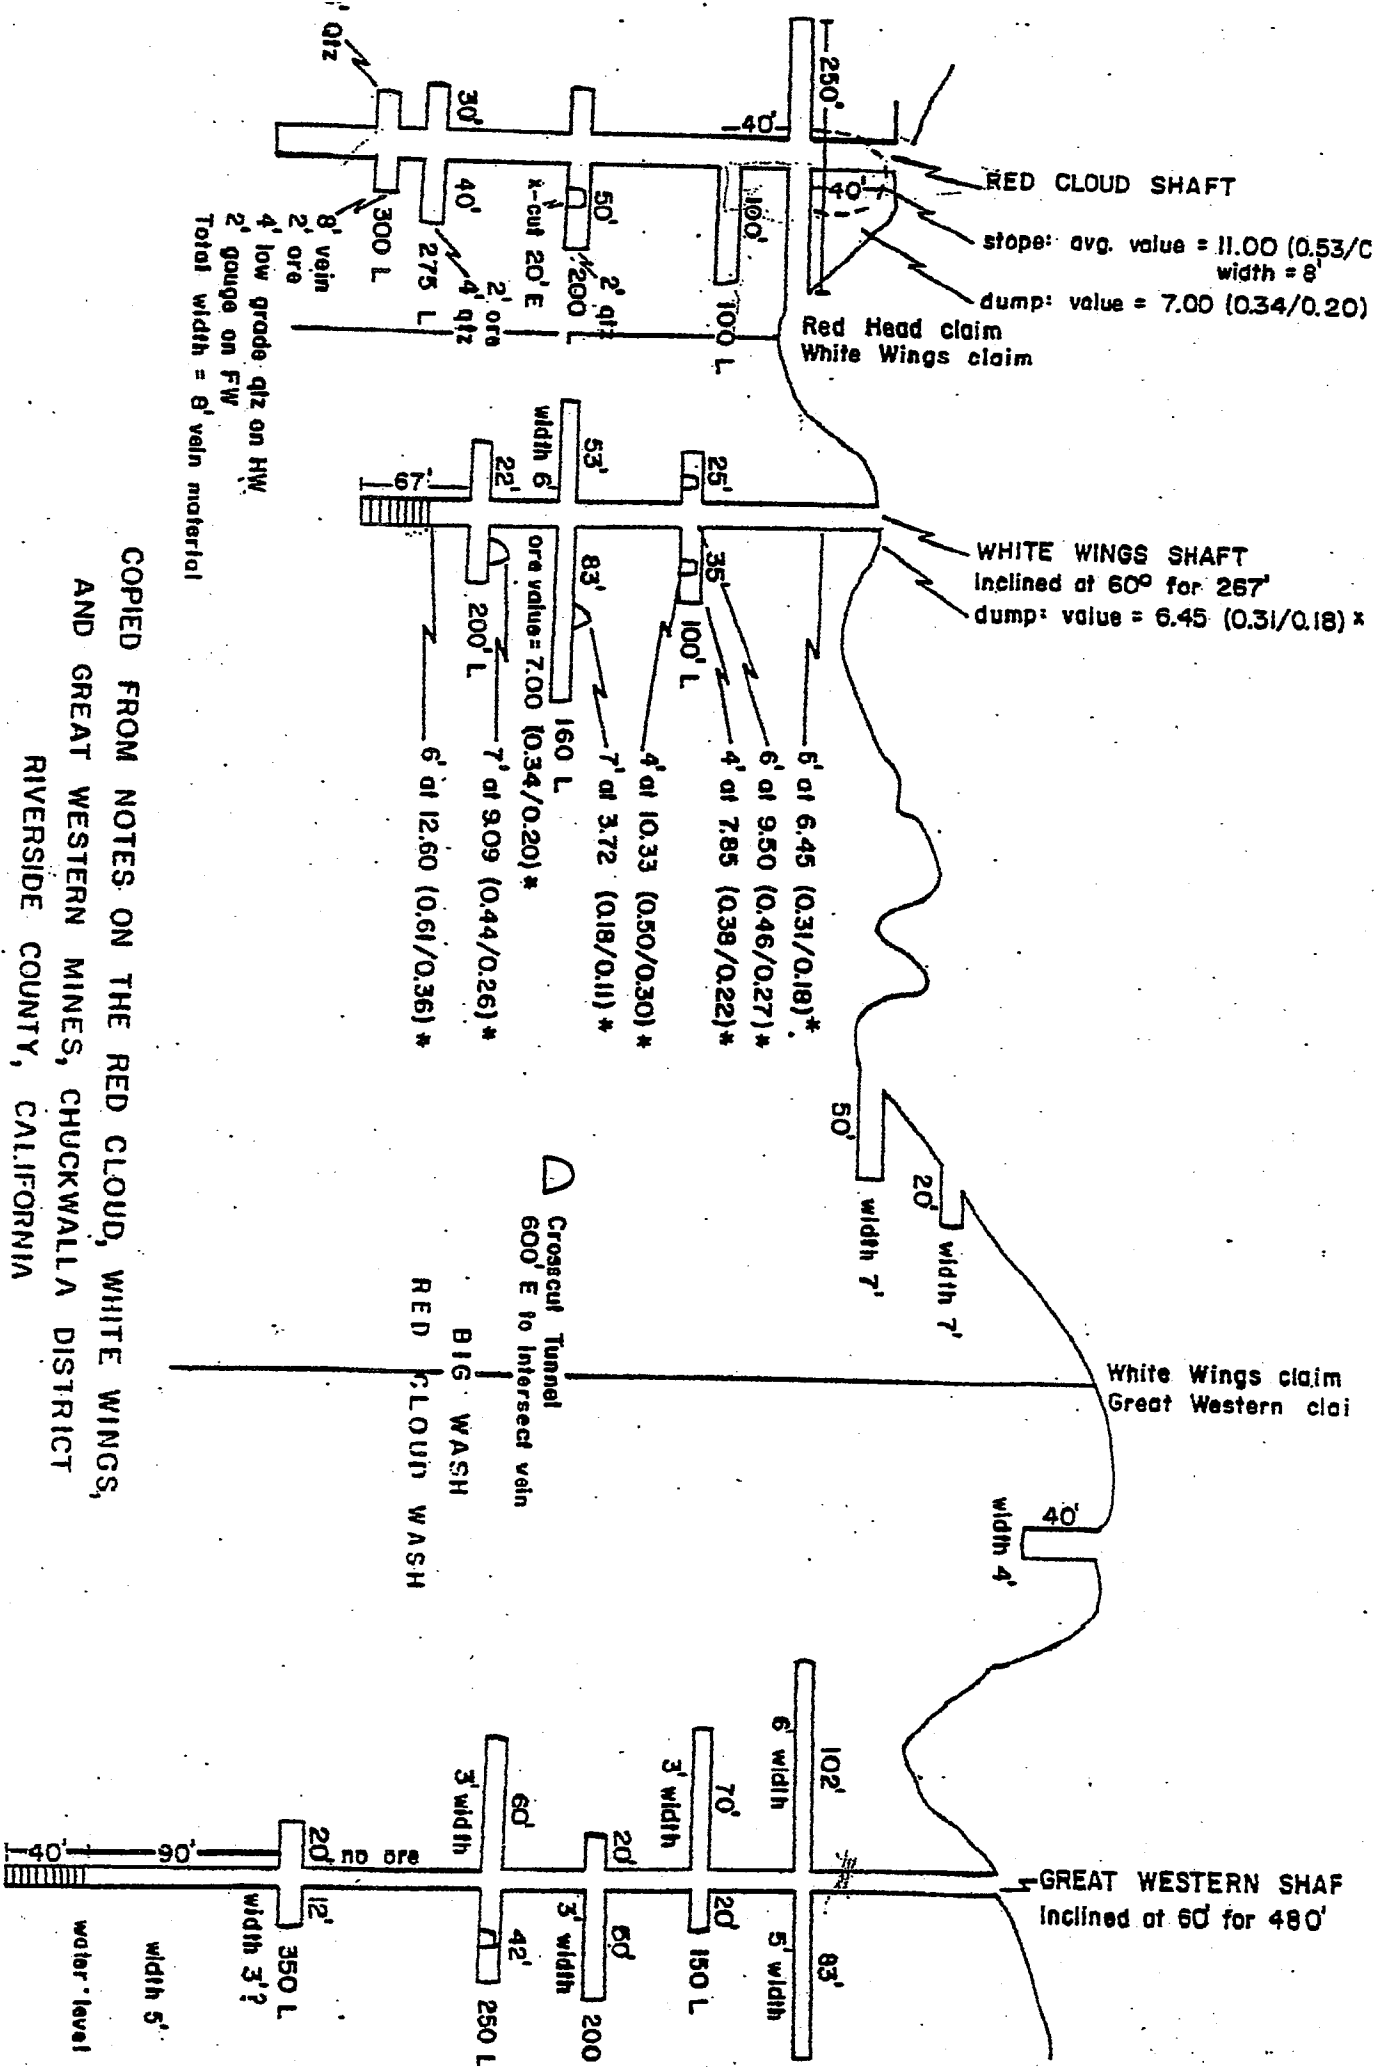 Qtz
30'
40'
250'
40'
40'
RED CLOUD SHAFT
stope: avg. value = 11.00 (0.53/
width = 8'
dump: value = 7.00 (0.34/0.20)
Red Head claim
White Wings claim
100'
100 L
50'
x-cut 20' E
200 L
2' qtz
275 L
2' ore
4' qtz
300 L
8' vein
2' ore
4' low grade qtz on HW
2' gouge on FW
Total width = 8' vein material
WHITE WINGS SHAFT
inclined at 60° for 267'
dump: value = 6.45 (0.31/0.18) x
25'
35'
100' L
53'
width 6'
83'
160 L
ore value = 7.00 (0.34/0.20)*
22'
200' L
67'
6' at 6.45 (0.31/0.18)*
6' at 9.50 (0.46/0.27)*
4' at 7.85 (0.38/0.22)*
4' at 10.33 (0.50/0.30)*
7' at 3.72 (0.18/0.11)*
7' at 9.09 (0.44/0.26)*
6' at 12.60 (0.61/0.36)*
50'
width 7'
20'
width 7'
Crosscut Tunnel
600' E to intersect vein
BIG WASH
RED CLOUD WASH
White Wings claim
Great Western clai
40'
width 4'
GREAT WESTERN SHAF
inclined at 60' for 480'
102'
6' width
83'
5' width
70'
3' width
20'
150 L
20'
3' width
200
60'
3' width
42'
250 L
no ore
20'
12'
350 L
width 3'?
90'
40'
width 5'
water level
COPIED FROM NOTES ON THE RED CLOUD, WHITE WINGS,
AND GREAT WESTERN MINES, CHUCKWALLA DISTRICT
RIVERSIDE COUNTY, CALIFORNIA